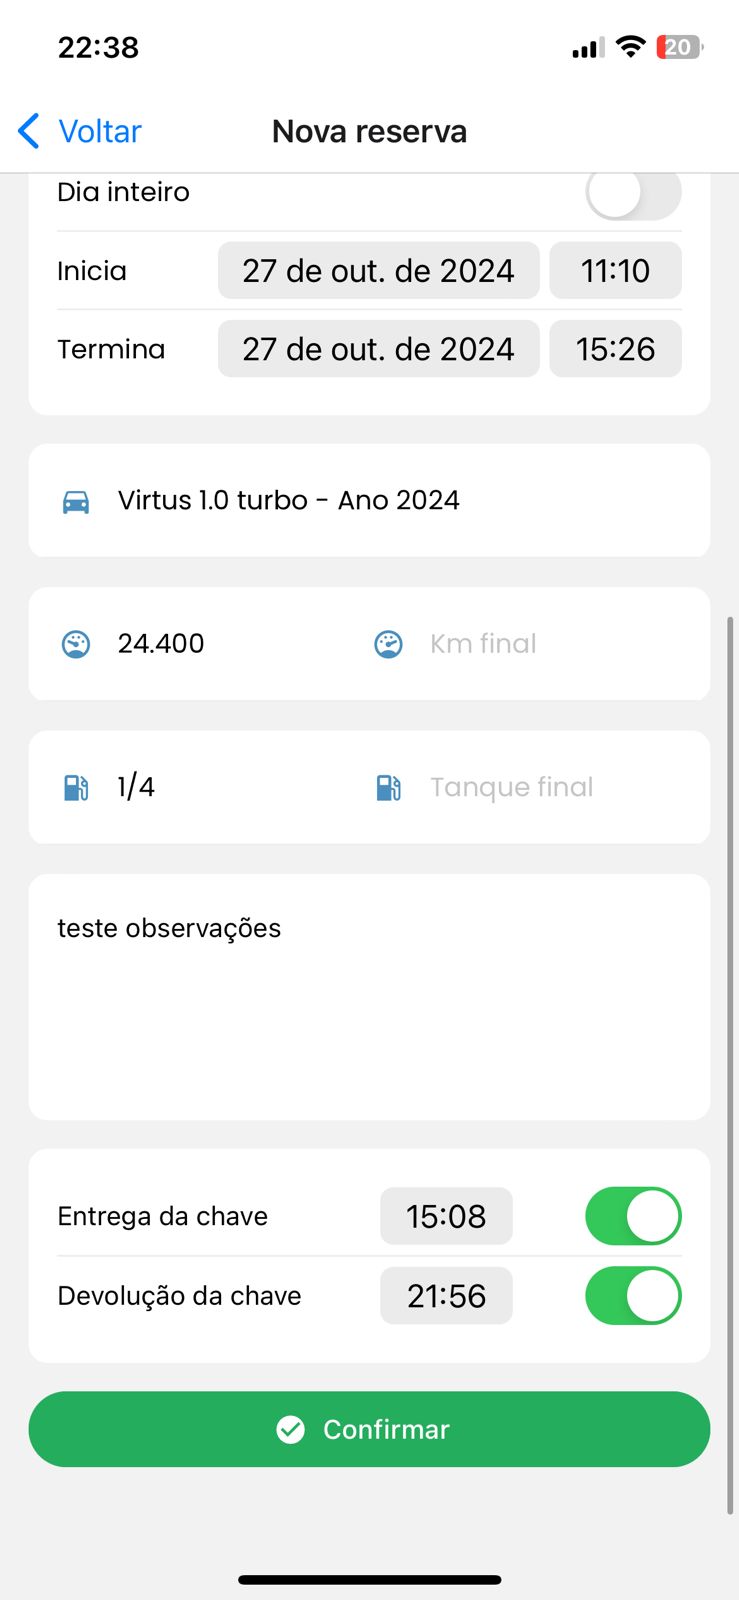 22:38
20
Voltar
Nova reserva
Dia inteiro
Inicia
27 de out. de 2024
11:10
Termina
27 de out. de 2024
15:26
Virtus 1.0 turbo - Ano 2024
24.400
Km final
1/4
Tanque final
teste observações
Entrega da chave
15:08
Devolução da chave
21:56
Confirmar